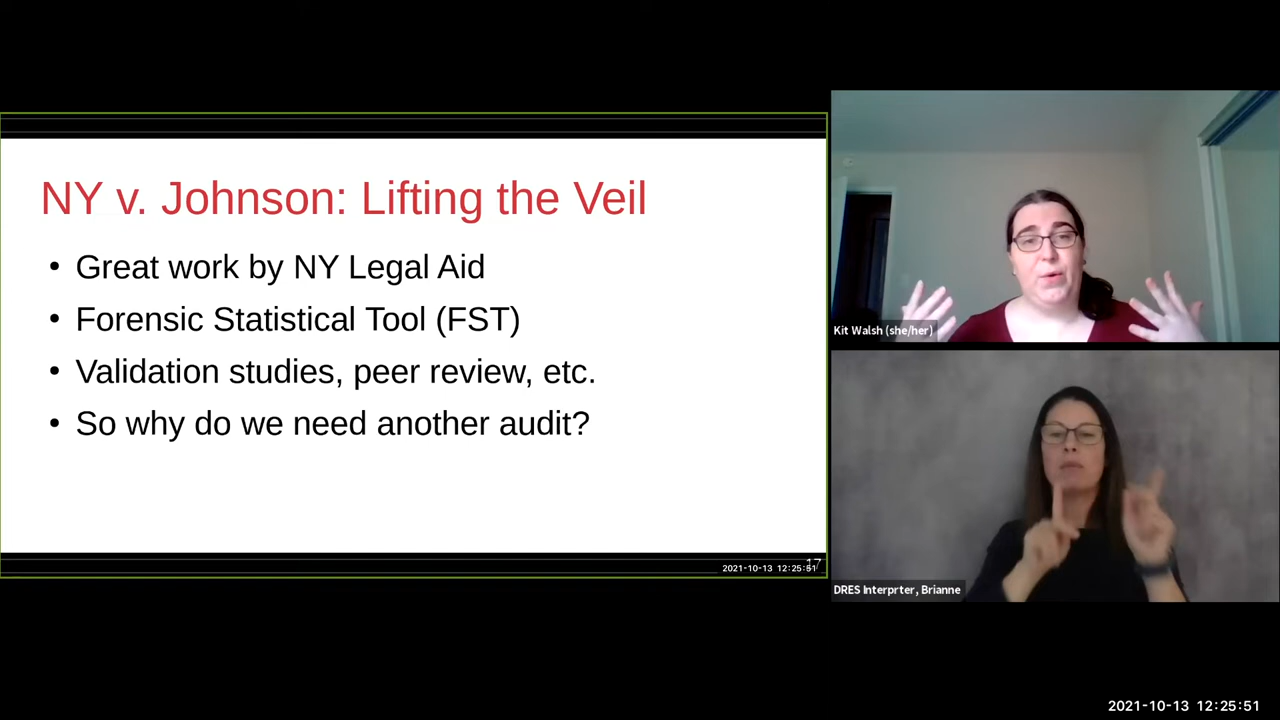 NY v. Johnson: Lifting the Veil
• Great work by NY Legal Aid
• Forensic Statistical Tool (FST)
• Validation studies, peer review, etc.
• So why do we need another audit?
17
2021-10-13 12:25:51
Kit Walsh (she/her)
DRES Interprter, Brianne
2021-10-13 12:25:51